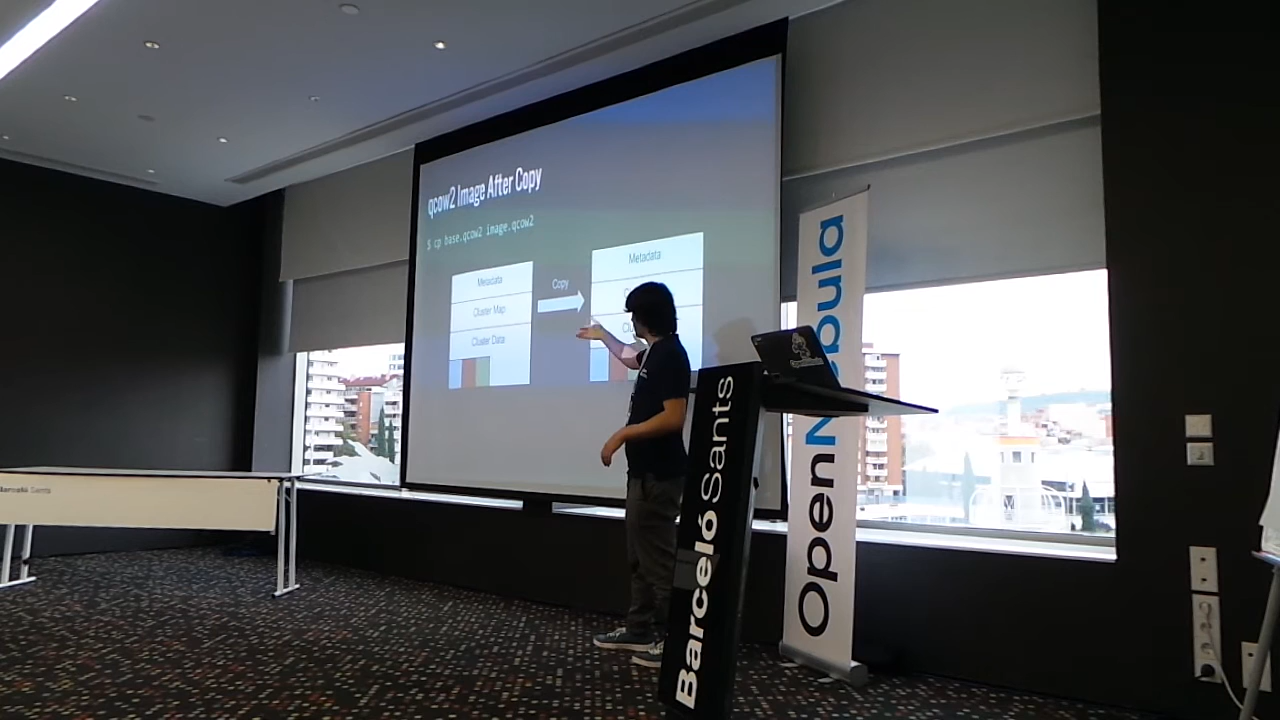 qcow2 Image After Copy
$ cp base.qcow2 image.qcow2
Metadata
Cluster Map
Cluster Data
Copy
Metadata
OpenNebula
Barceló Sants
Barceló Sants